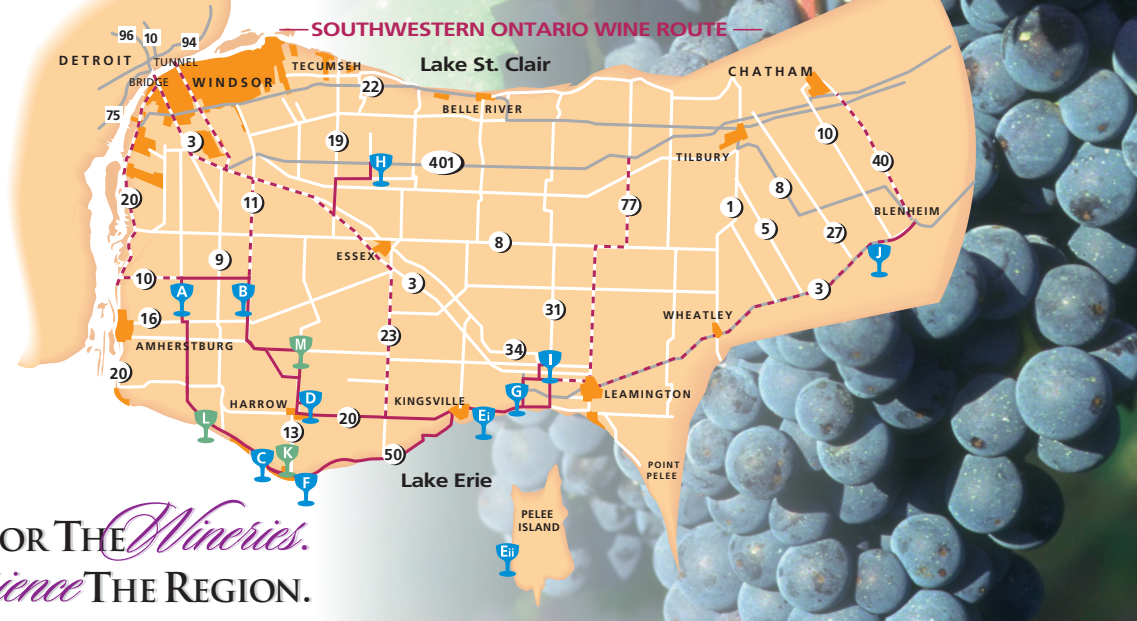 SOUTHWESTERN ONTARIO WINE ROUTE
96 10 94
DETROIT
TUNNEL
BRIDGE
WINDSOR
TECUMSEH
Lake St. Clair
CHATHAM
22
BELLE RIVER
75
3
19
H
401
TILBURY
10
40
20
11
77
1
8
5
27
BLENHEIM
J
ESSEX
8
9
10
A
B
3
31
3
16
AMHERSTBURG
M
23
34
WHEATLEY
I
20
HARROW
D
20
KINGSVILLE
G
LEAMINGTON
L
13
Ei
C
K
F
50
Lake Erie
POINT
PELEE
PELEE
ISLAND
Eii
OR THE Wineries.
ience THE REGION.